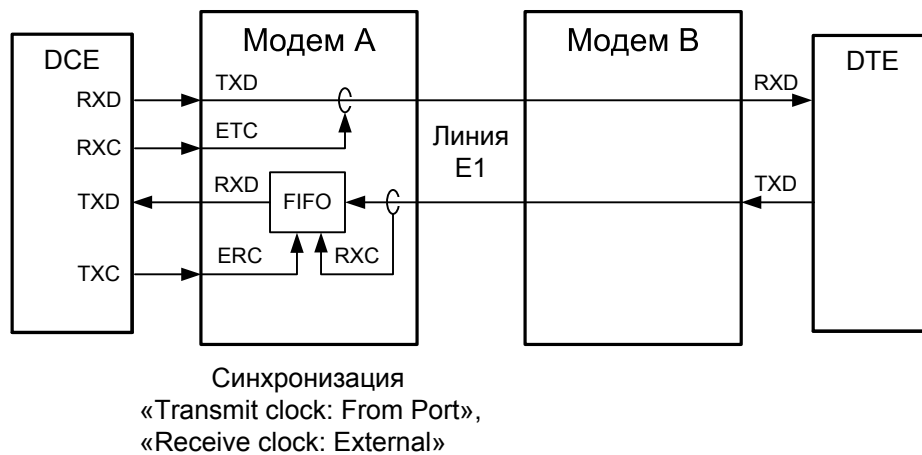 DCE
Модем А
Модем В
DTE
RXD
TXD
RXD
RXC
ETC
Линия
E1
TXD
RXD
FIFO
TXD
TXC
ERC
RXC
Синхронизация
«Transmit clock: From Port»,
«Receive clock: External»